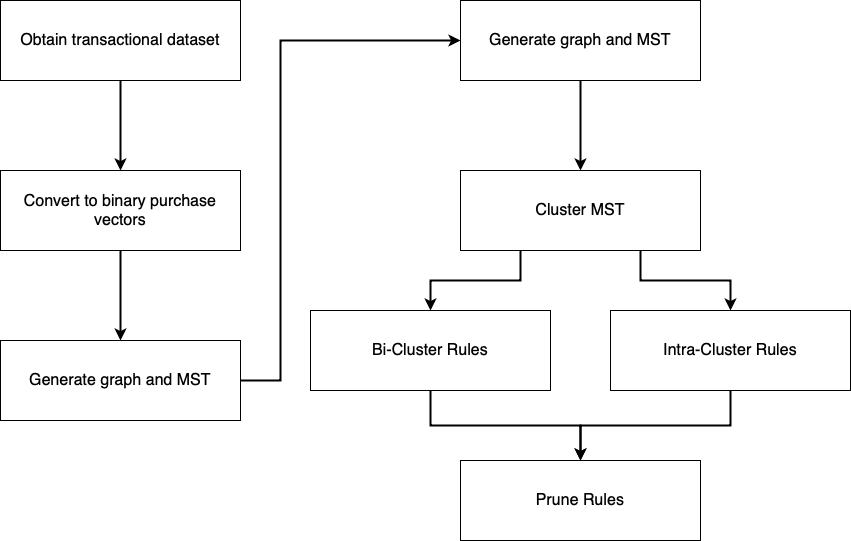 Obtain transactional dataset
Convert to binary purchase
vectors
Generate graph and MST
Generate graph and MST
Cluster MST
Bi-Cluster Rules
Intra-Cluster Rules
Prune Rules